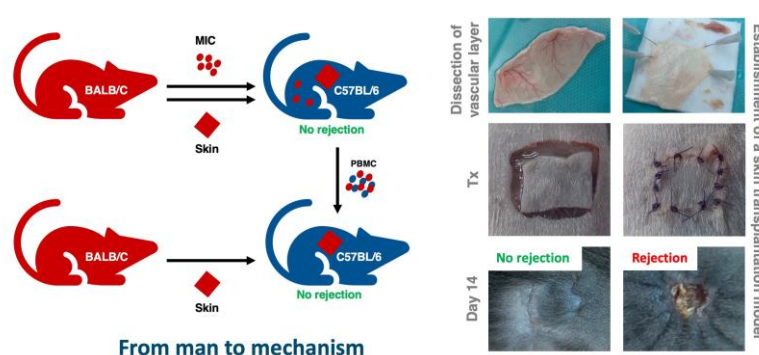 MIC
BALB/C
C57BL/6
No rejection
Skin
PBMC
BALB/C
C57BL/6
No rejection
Skin
From man to mechanism
Dissection of
vascular layer
Tx
Day 14
No rejection
Rejection
Establishment of a skin transplantation model